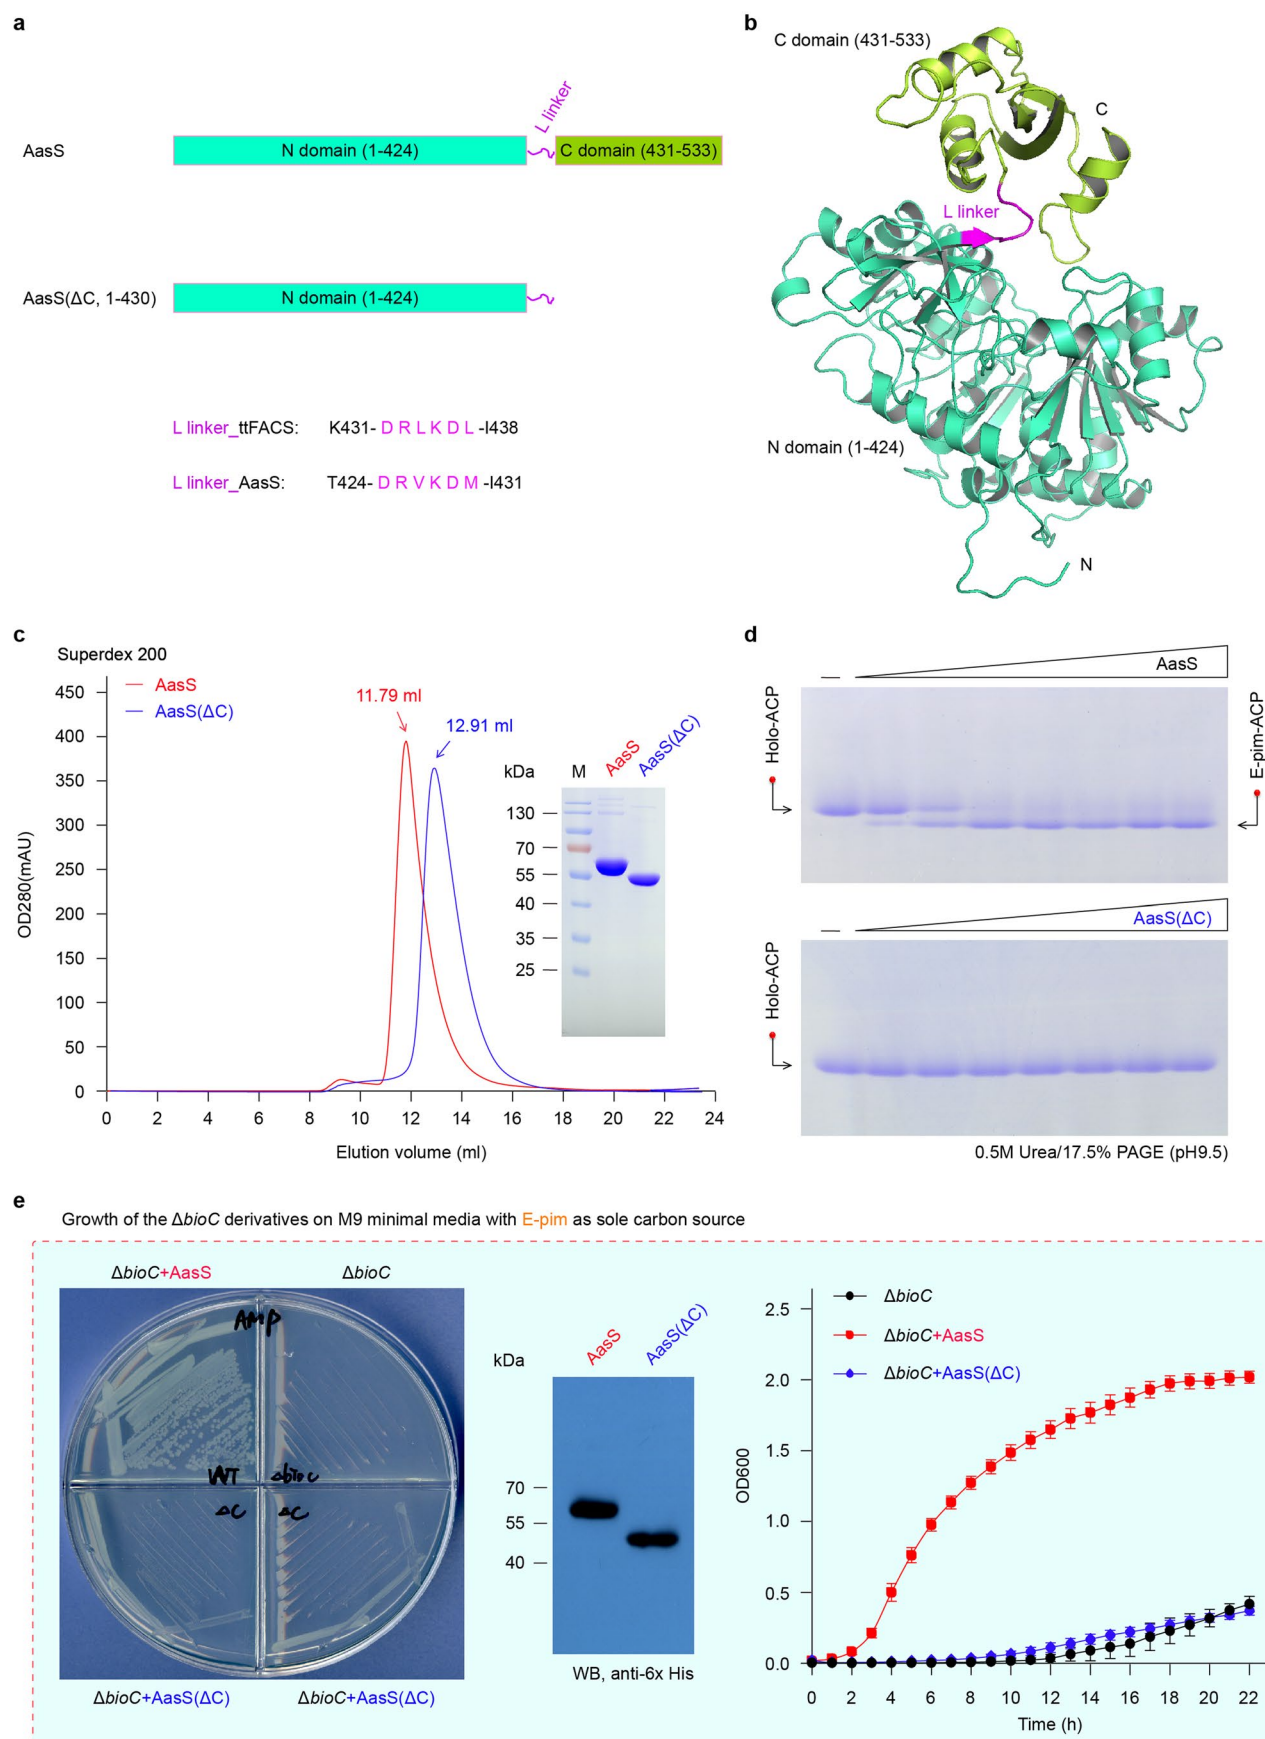 a
L linker
AasS
N domain (1-424)
C domain (431-533)
AasS(ΔC, 1-430)
N domain (1-424)
L linker_ttFACS: K431- D R L K D L -I438
L linker_AasS: T424- D R V K D M -I431
b
C domain (431-533)
C
L linker
N domain (1-424)
N
c
Superdex 200
AasS
AasS(ΔC)
11.79 ml
12.91 ml
kDa
M
AasS
AasS(ΔC)
130
70
55
40
35
25
OD280(mAU)
450
400
350
300
250
200
150
100
50
0
0 2 4 6 8 10 12 14 16 18 20 22 24
Elution volume (ml)
d
AasS
Holo-ACP
E-pim-ACP
AasS(ΔC)
Holo-ACP
0.5M Urea/17.5% PAGE (pH9.5)
e
Growth of the ΔbioC derivatives on M9 minimal media with E-pim as sole carbon source
ΔbioC+AasS
ΔbioC
AMP
WT
Δbioc
ΔC
ΔC
ΔbioC+AasS(ΔC)
ΔbioC+AasS(ΔC)
kDa
AasS
AasS(ΔC)
70
55
40
WB, anti-6x His
ΔbioC
ΔbioC+AasS
ΔbioC+AasS(ΔC)
OD600
2.5
2.0
1.5
1.0
0.5
0.0
0 2 4 6 8 10 12 14 16 18 20 22
Time (h)